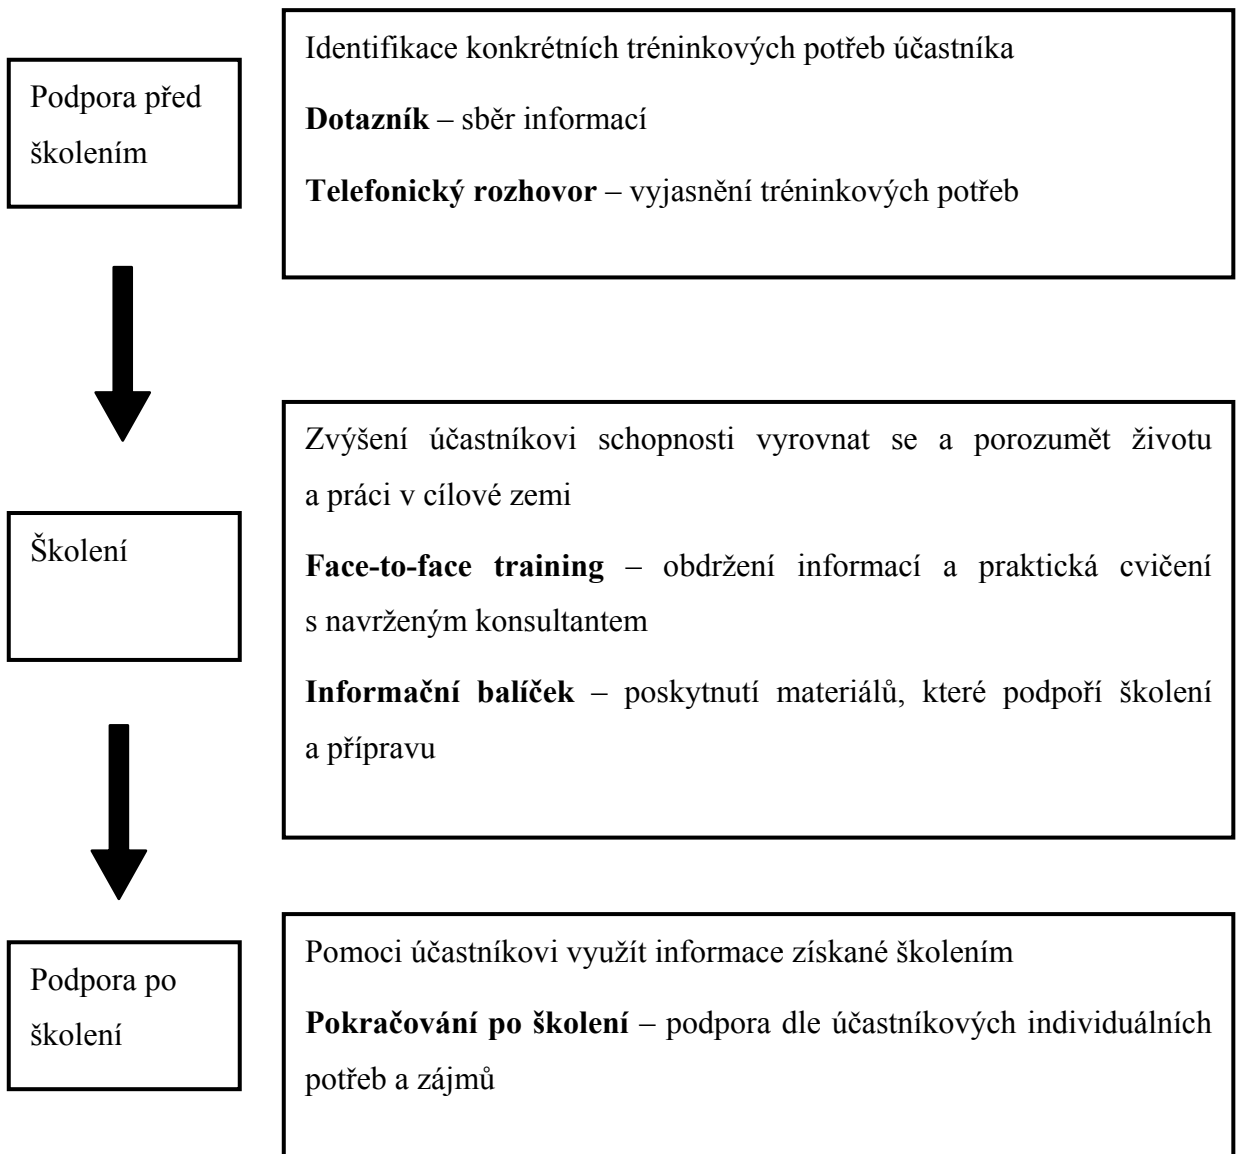 Podpora před
školením
Identifikace konkrétních tréninkových potřeb účastníka
Dotazník – sběr informací
Telefonický rozhovor – vyjasnění tréninkových potřeb
Školení
Zvýšení účastníkovi schopnosti vyrovnat se a porozumět životu
a práci v cílové zemi
Face-to-face training – obdržení informací a praktická cvičení
s navrženým konsultantem
Informační balíček – poskytnutí materiálů, které podpoří školení
a přípravu
Podpora po
školení
Pomoci účastníkovi využít informace získané školením
Pokračování po školení – podpora dle účastníkových individuálních
potřeb a zájmů